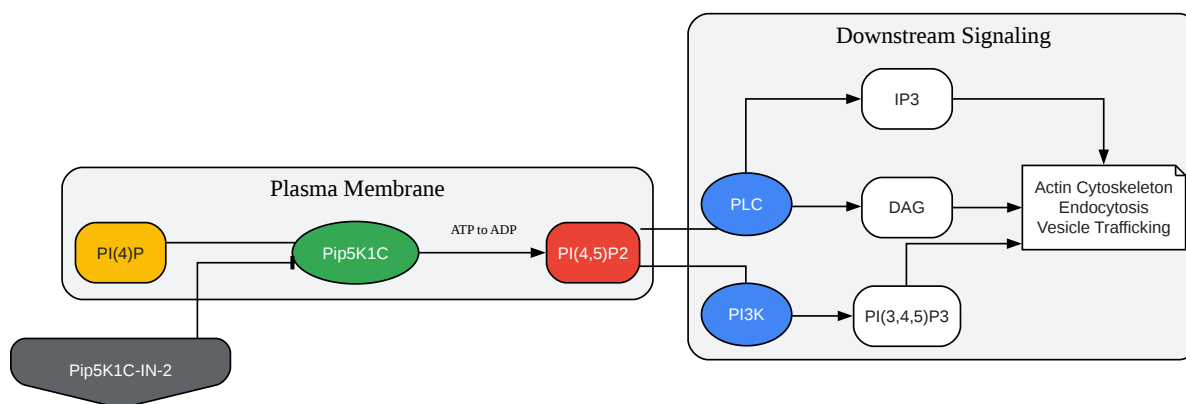 Downstream Signaling
IP3
Plasma Membrane
PLC
DAG
Actin Cytoskeleton
Endocytosis
Vesicle Trafficking
PI(4)P
Pip5K1C
ATP to ADP
PI(4,5)P2
PI3K
PI(3,4,5)P3
Pip5K1C-IN-2